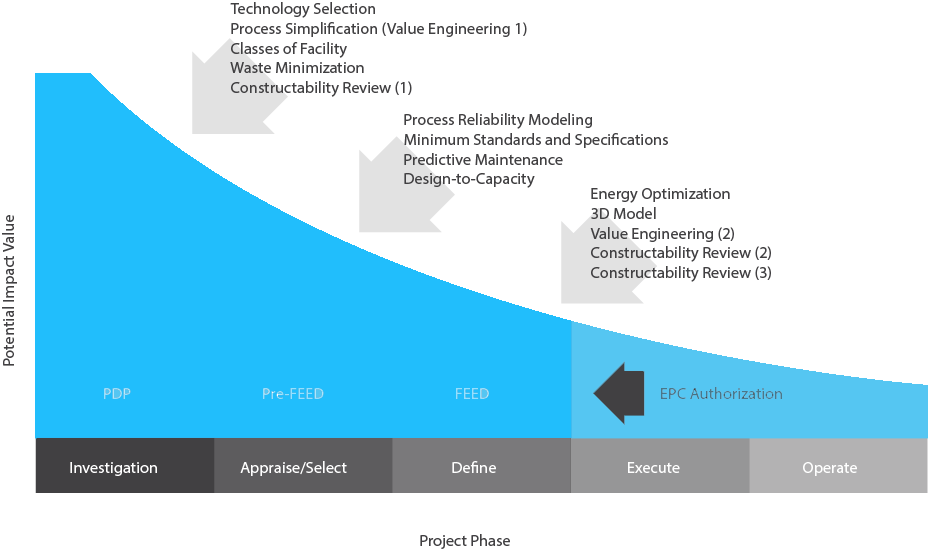 Technology Selection
Process Simplification (Value Engineering 1)
Classes of Facility
Waste Minimization
Constructability Review (1)
Process Reliability Modeling
Minimum Standards and Specifications
Predictive Maintenance
Design-to-Capacity
Energy Optimization
3D Model
Value Engineering (2)
Constructability Review (2)
Constructability Review (3)
Potential Impact Value
PDP
Pre-FEED
FEED
EPC Authorization
Investigation
Appraise/Select
Define
Execute
Operate
Project Phase